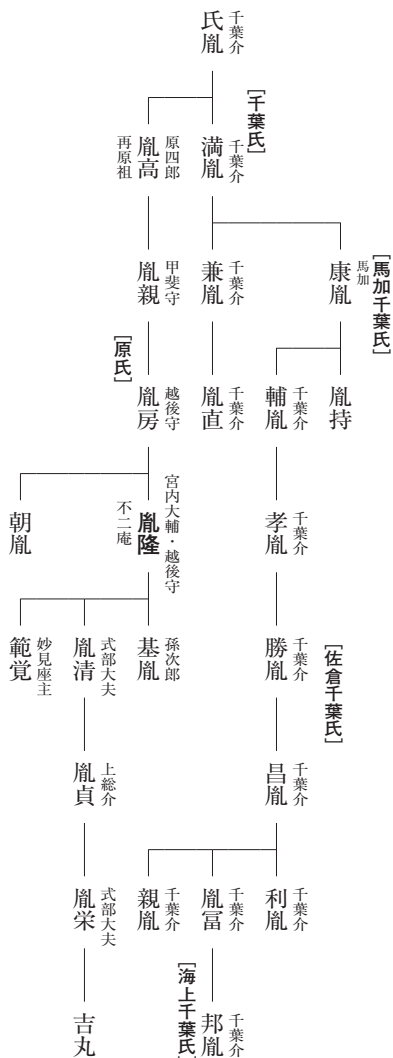 千葉介
氏胤
［千葉氏］
千葉介
満胤
原四郎
胤高
再原祖
［馬加千葉氏］
馬加
康胤
千葉介
兼胤
甲斐守
胤親
［原氏］
胤持
千葉介
輔胤
千葉介
胤直
越後守
胤房
千葉介
孝胤
宮内大輔・越後守
胤隆
不二庵
朝胤
［佐倉千葉氏］
千葉介
勝胤
孫次郎
基胤
式部大夫
胤清
妙見座主
範覚
千葉介
昌胤
上総介
胤貞
千葉介
利胤
千葉介
胤冨
千葉介
親胤
式部大夫
胤栄
［海上千葉氏］
千葉介
邦胤
吉丸